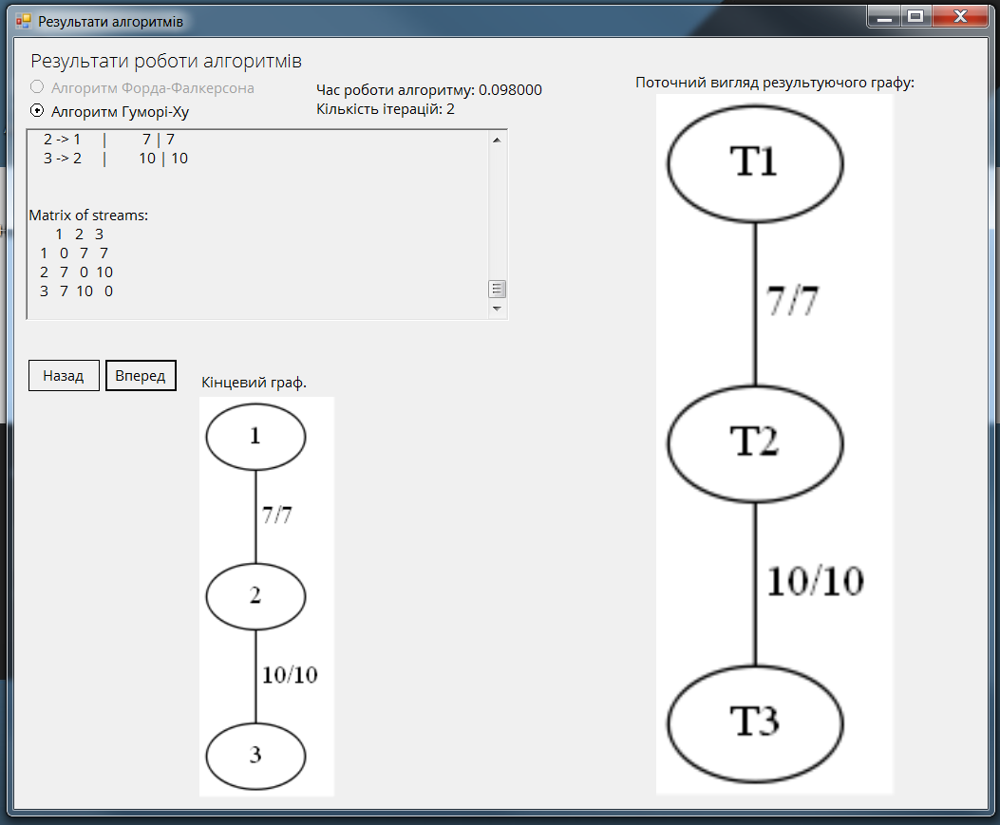 Результати алгоритмів
Результати роботи алгоритмів
Алгоритм Форда-Фалкерсона
Алгоритм Гуморі-Ху
Час роботи алгоритму: 0.098000
Кількість ітерацій: 2
2 -> 1 | 7 | 7
3 -> 2 | 10 | 10
Matrix of streams:
1 2 3
1 0 7 7
2 7 0 10
3 7 10 0
Назад
Вперед
Кінцевий граф.
1
7/7
2
10/10
3
Поточний вигляд результуючого графу:
T1
7/7
T2
10/10
T3